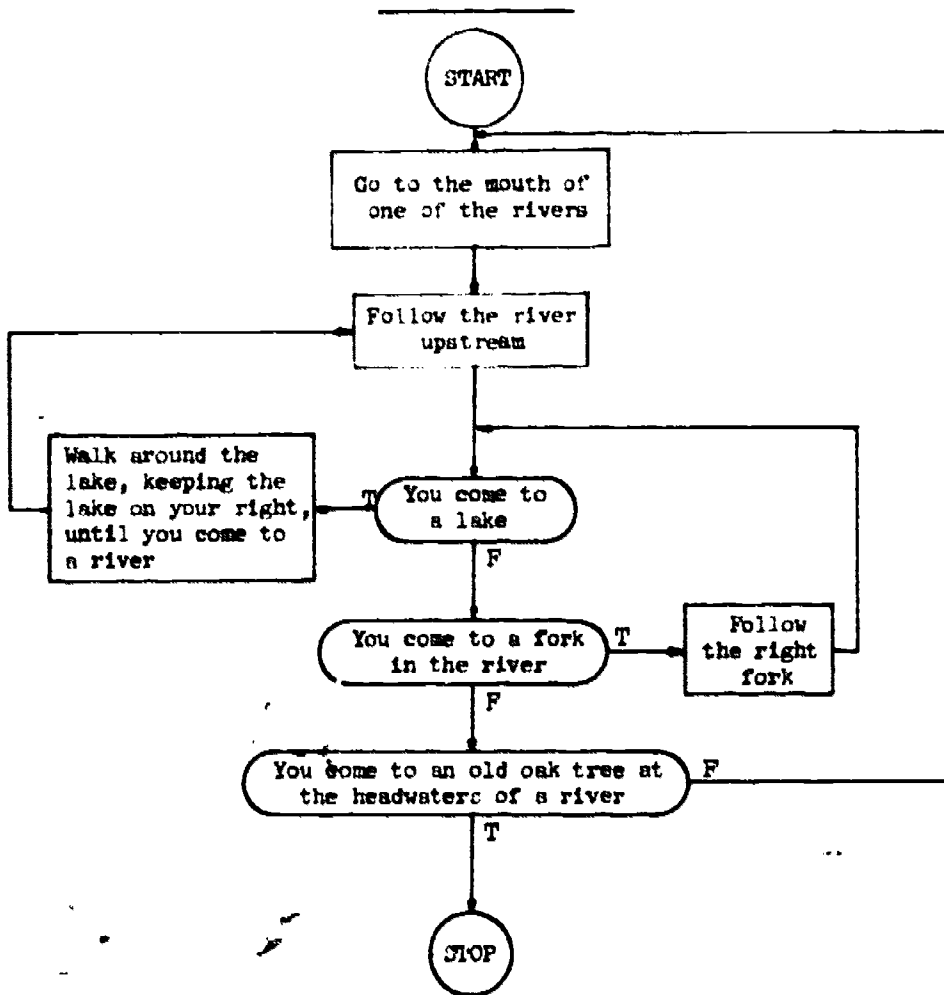 START
Go to the mouth of
one of the rivers
Follow the river
upstream
Walk around the
lake, keeping the
lake on your right,
until you come to
a river
T
You come to
a lake
F
You come to a fork
in the river
T
Follow
the right
fork
F
You come to an old oak tree at
the headwaters of a river
F
T
STOP